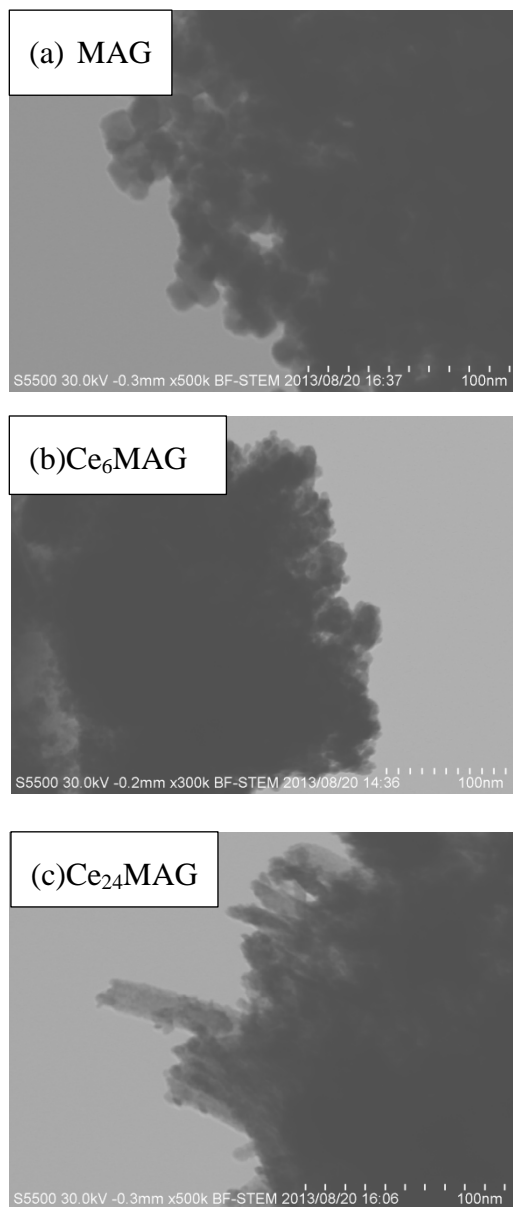 (a) MAG
S5500 30.0kV -0.3mm x500k BF-STEM 2013/08/20 16:37 100nm
(b)Ce₆MAG
S5500 30.0kV -0.2mm x300k BF-STEM 2013/08/20 14:36 100nm
(c)Ce₂₄MAG
S5500 30.0kV -0.3mm x500k BF-STEM 2013/08/20 16:06 100nm